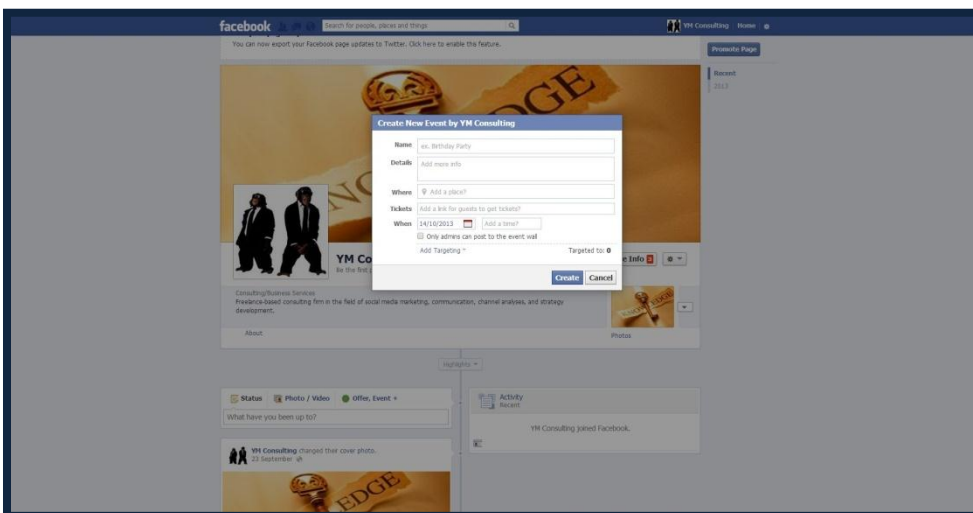 facebook
Search for people, places and things
YM Consulting
Home
You can now export your Facebook page updates to Twitter. Click here to enable this feature.
Promote Page
Recent
2013
EDGE
Create New Event by YM Consulting
Name
ex. Birthday Party
Details
Add more info
Where
Add a place?
Tickets
Add a link for guests to get tickets?
When
14/10/2013
Add a time?
Only admins can post to the event wall
Add Targeting
Targeted to: 0
Create
Cancel
YM Co
Be the first
e Info
Consulting/Business Services
Freelance-based consulting firm in the field of social media marketing, communication, channel analyses, and strategy
development.
About
Photos
Highlights
Status
Photo / Video
Offer, Event +
What have you been up to?
Activity
Recent
YM Consulting joined Facebook.
YM Consulting changed their cover photo.
23 September
EDGE